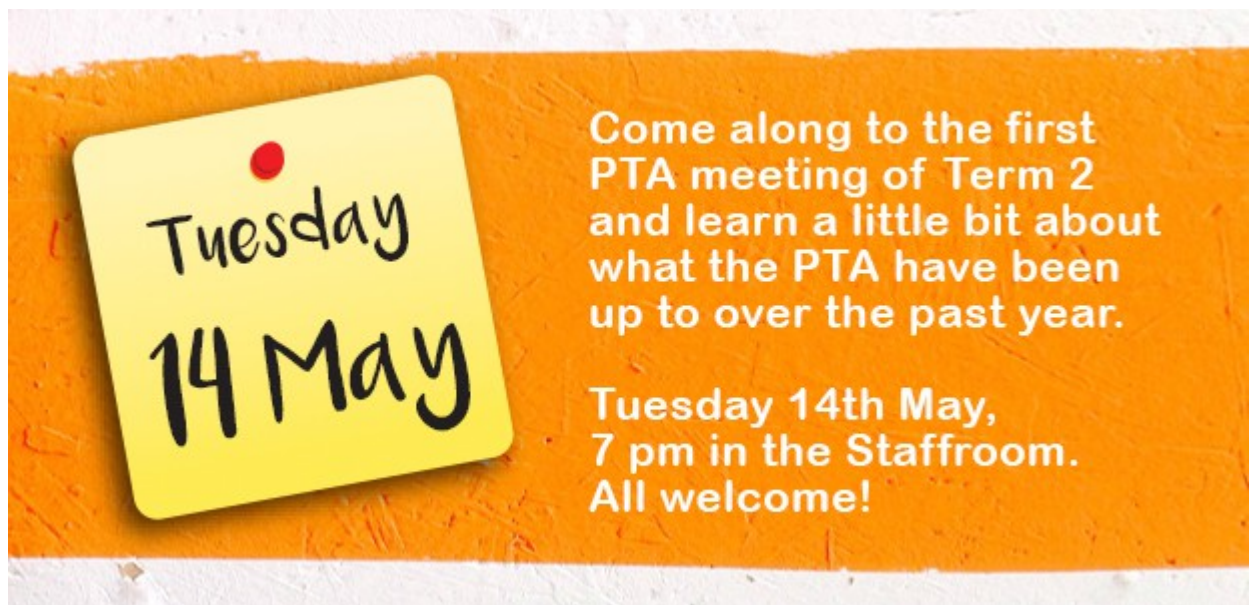 Tuesday
14 May
Come along to the first
PTA meeting of Term 2
and learn a little bit about
what the PTA have been
up to over the past year.
Tuesday 14th May,
7 pm in the Staffroom.
All welcome!